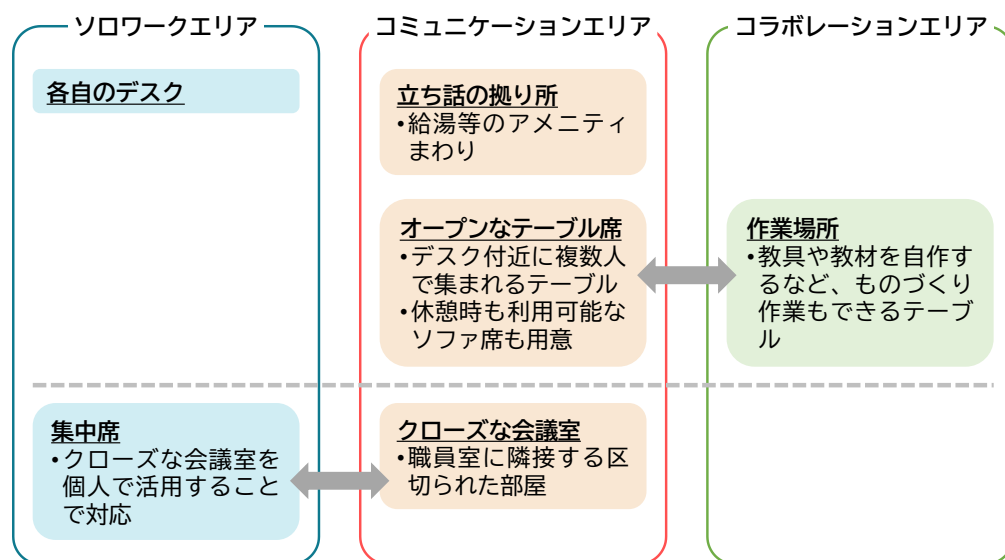 ソロワークエリア
コミュニケーションエリア
コラボレーションエリア
各自のデスク
立ち話の拠り所
•給湯等のアメニティ
まわり
オープンなテーブル席
•デスク付近に複数人
で集まれるテーブル
•休憩時も利用可能な
ソファ席も用意
作業場所
•教具や教材を自作す
るなど、ものづくり
作業もできるテーブ
ル
集中席
•クローズな会議室を
個人で活用すること
で対応
クローズな会議室
•職員室に隣接する区
切られた部屋